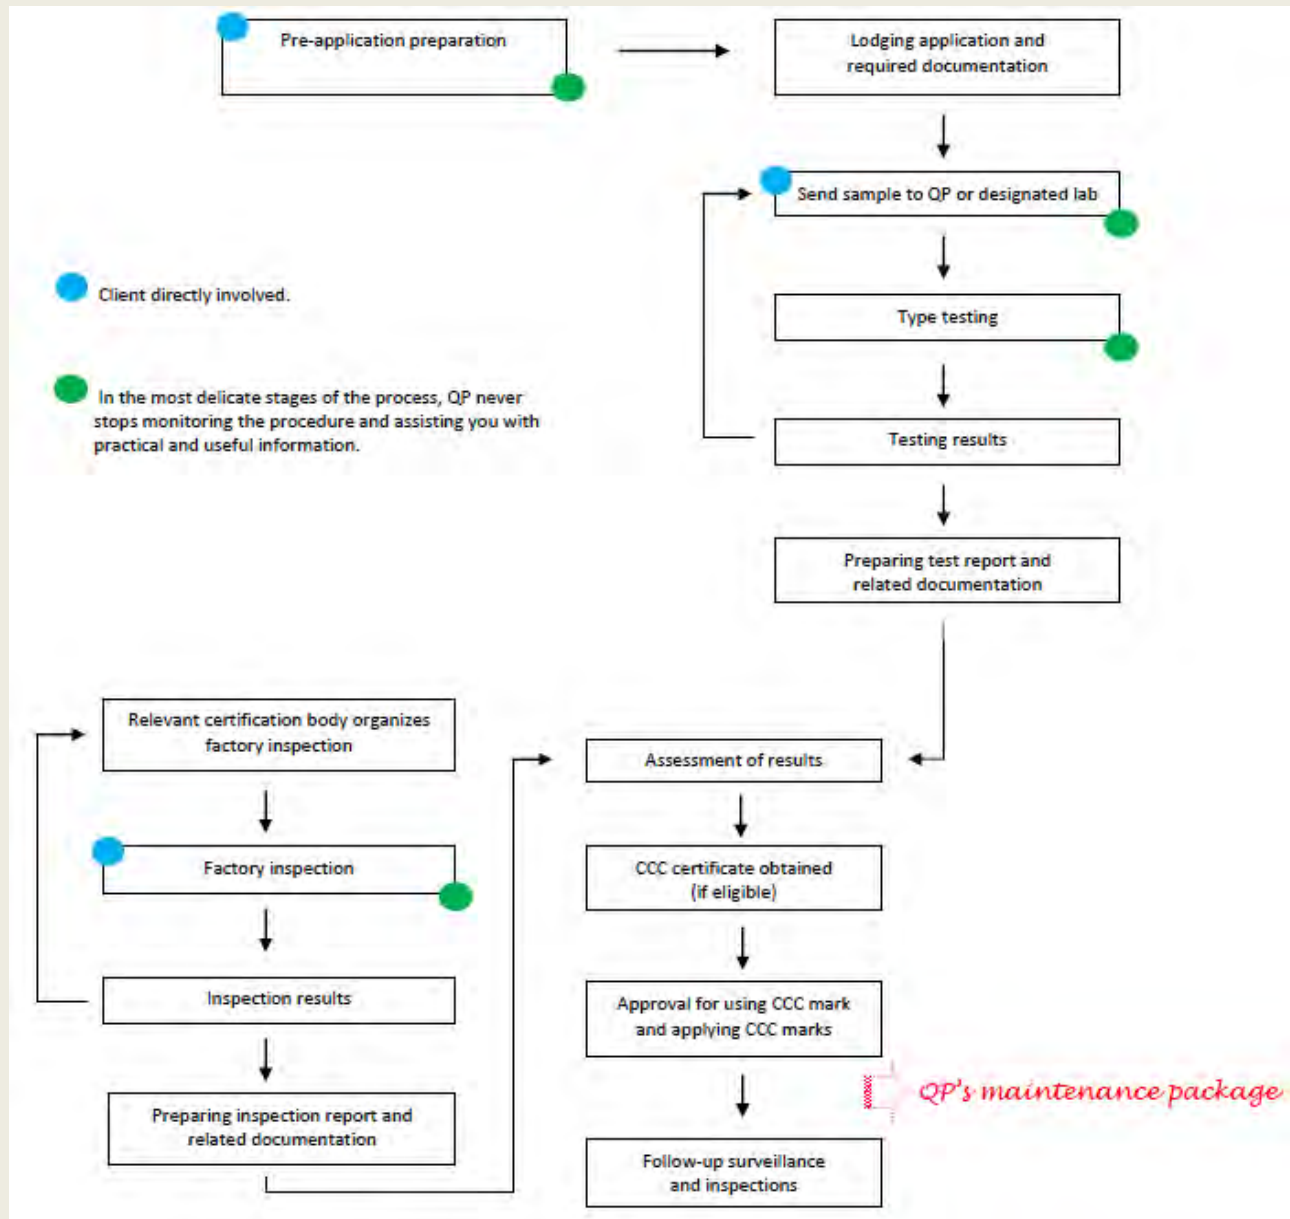 Pre-application preparation
Lodging application and
required documentation
Send sample to QP or designated lab
Client directly involved.
Type testing
In the most delicate stages of the process, QP never
stops monitoring the procedure and assisting you with
practical and useful information.
Testing results
Preparing test report and
related documentation
Relevant certification body organizes
factory inspection
Assessment of results
Factory inspection
CCC certificate obtained
(if eligible)
Inspection results
Approval for using CCC mark
and applying CCC marks
QP's maintenance package
Preparing inspection report and
related documentation
Follow-up surveillance
and inspections